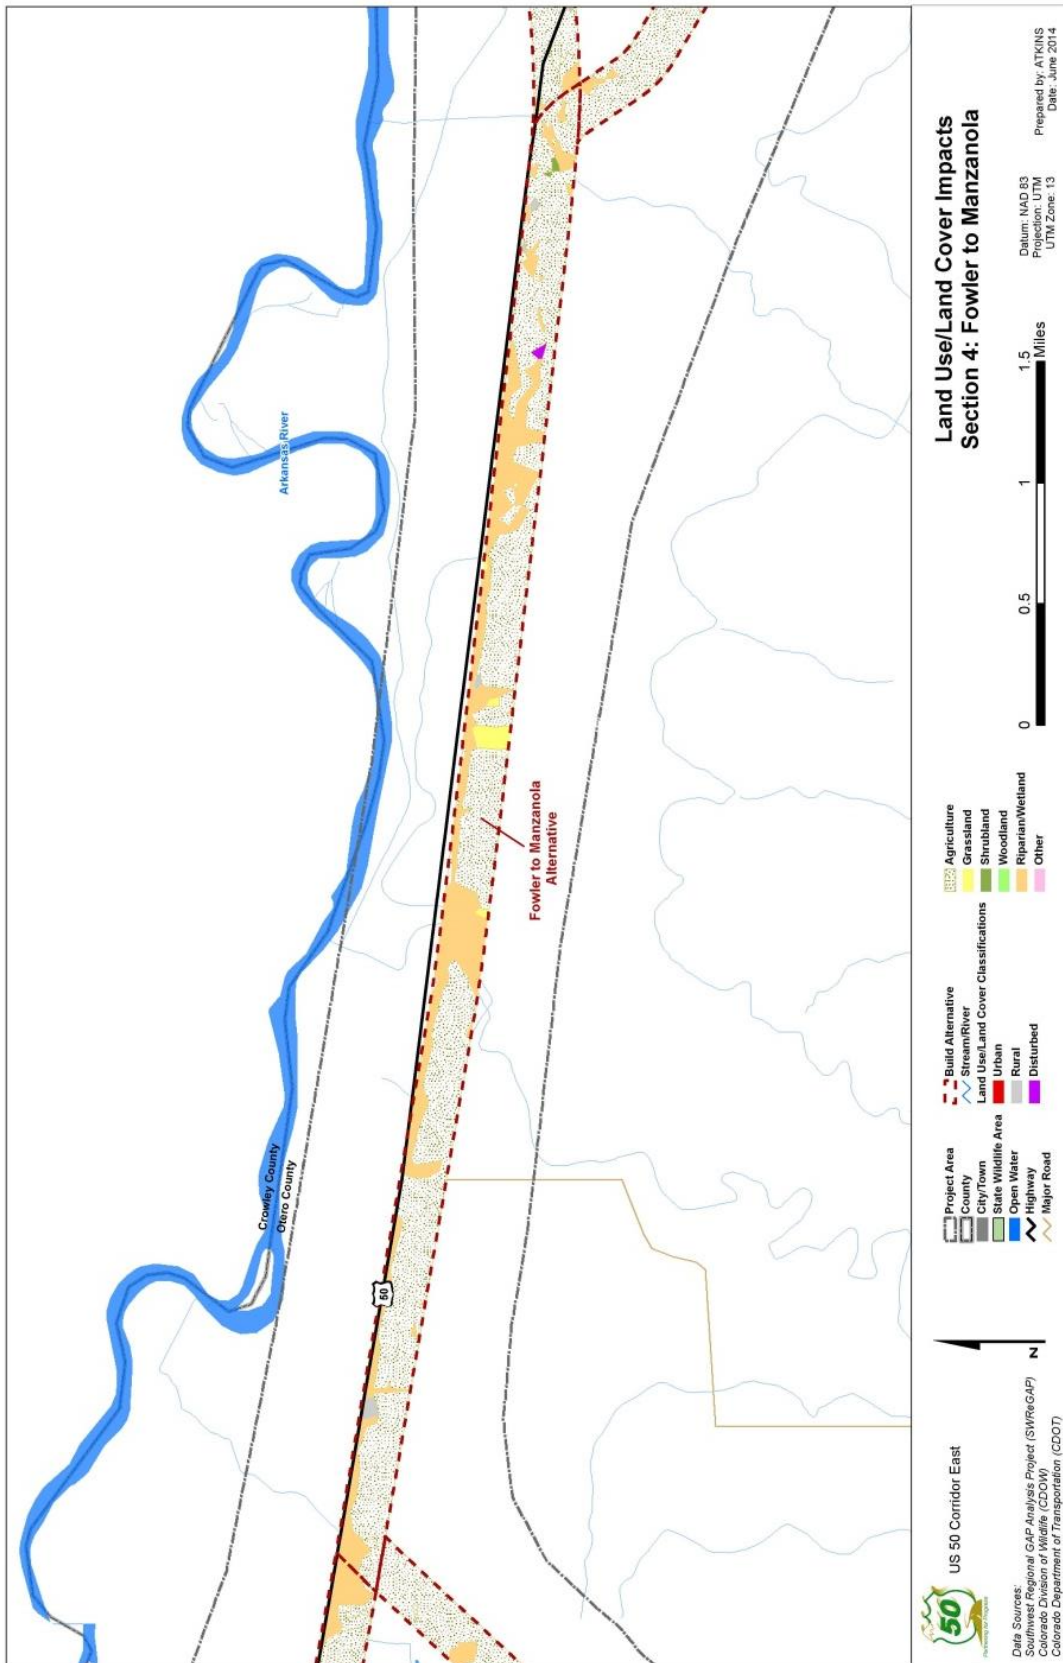 Arkansas River
Crowley County
Otero County
50
Fowler to Manzanola
Alternative
50
US 50 Corridor East
Data Sources:
Southwest Regional GAP Analysis Project (SWReGAP)
Colorado Division of Wildlife (CDOW)
Colorado Department of Transportation (CDOT)
N
Project Area
County
City/Town
State Wildlife Area
Open Water
Highway
Major Road
Build Alternative
Stream/River
Land Use/Land Cover Classifications
Urban
Rural
Disturbed
Agriculture
Grassland
Shrubland
Woodland
Riparian/Wetland
Other
0
0.5
1
1.5
Miles
Land Use/Land Cover Impacts
Section 4: Fowler to Manzanola
Datum: NAD 83
Projection: UTM
UTM Zone: 13
Prepared by: ATKINS
Date: June 2014